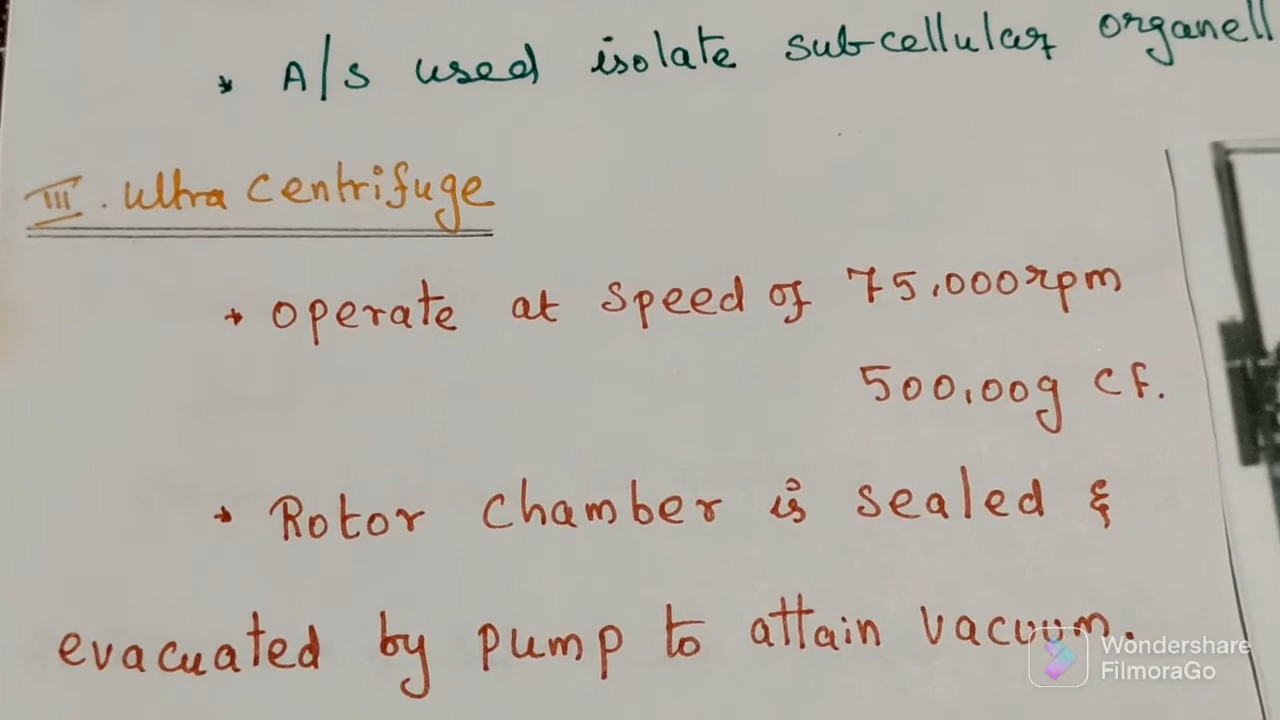 * A/s used isolate subcellular organell
III. Ultra Centrifuge
* Operate at speed of 75,000rpm
500,00g CF.
* Rotor chamber is sealed &
evacuated by pump to attain vacuum.
Wondershare
FilmoraGo